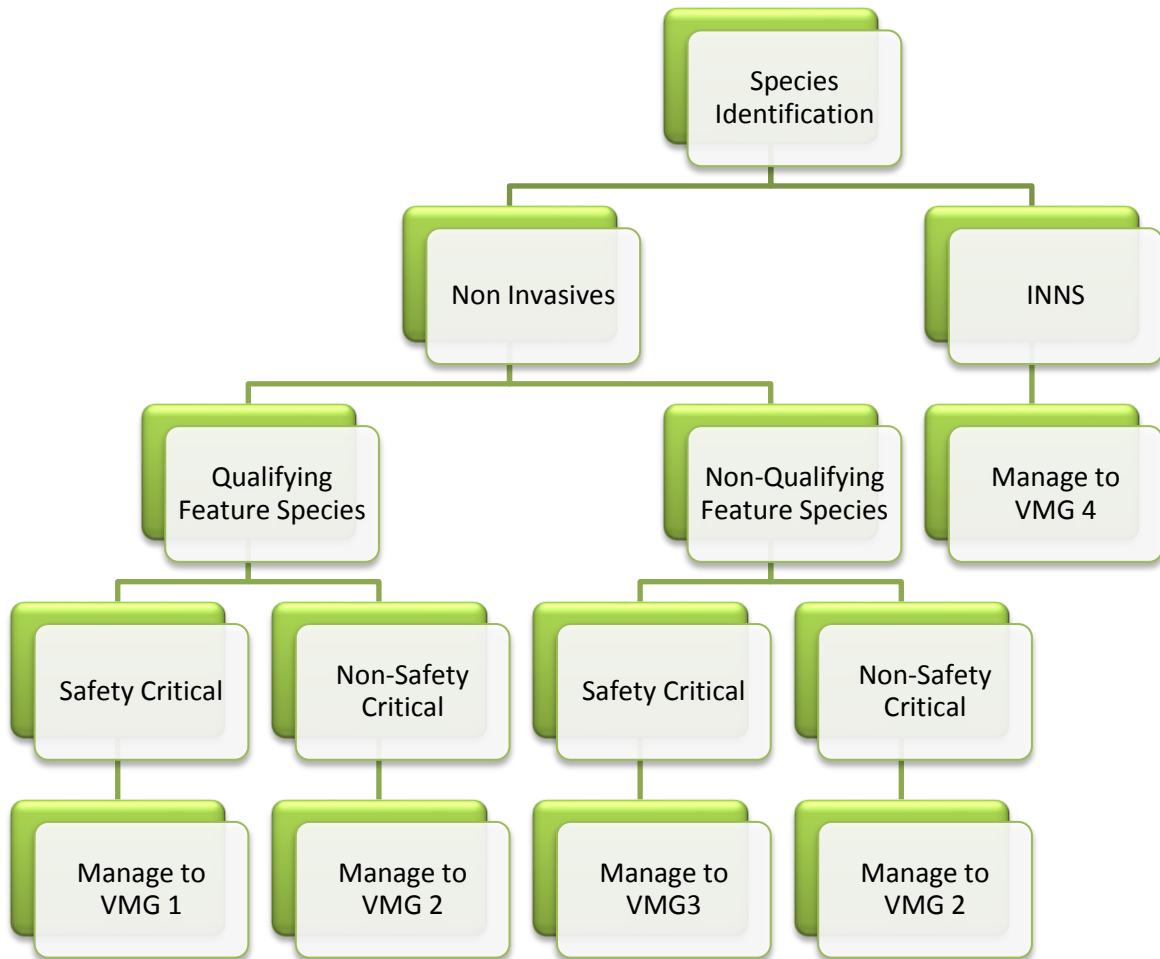 Species
Identification
Non Invasives
INNS
Qualifying
Feature Species
Non-Qualifying
Feature Species
Manage to
VMG 4
Safety Critical
Non-Safety
Critical
Safety Critical
Non-Safety
Critical
Manage to
VMG 1
Manage to
VMG 2
Manage to
VMG3
Manage to
VMG 2